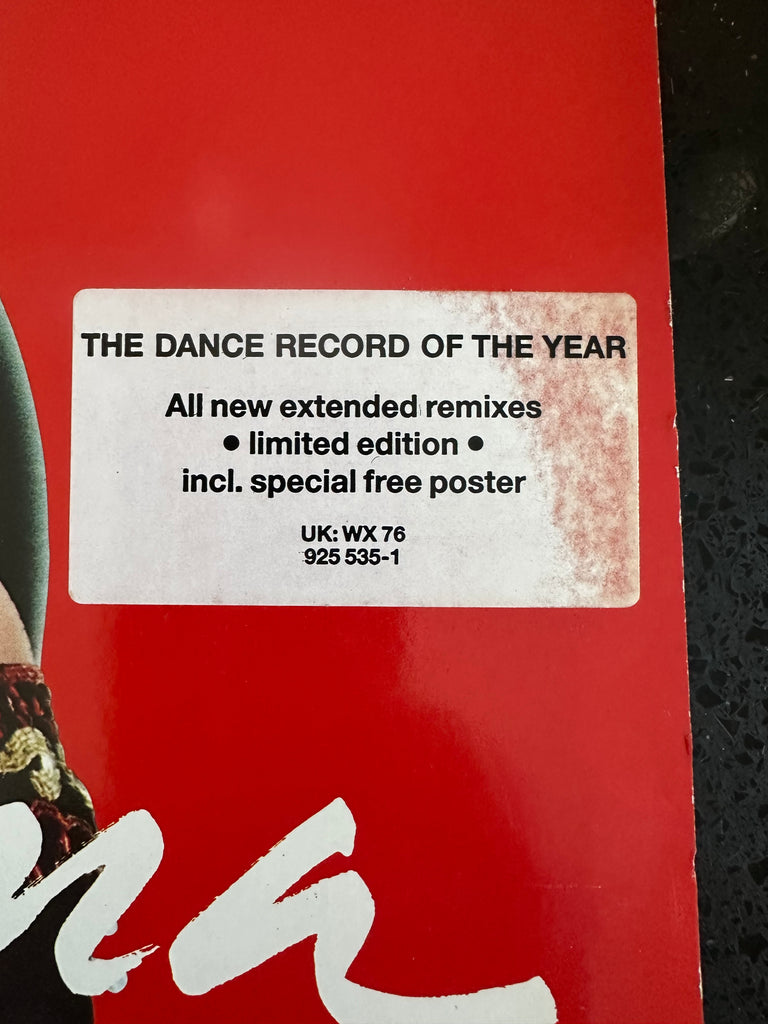 THE DANCE RECORD OF THE YEAR
All new extended remixes
• limited edition •
incl. special free poster
UK: WX 76
925 535-1
na